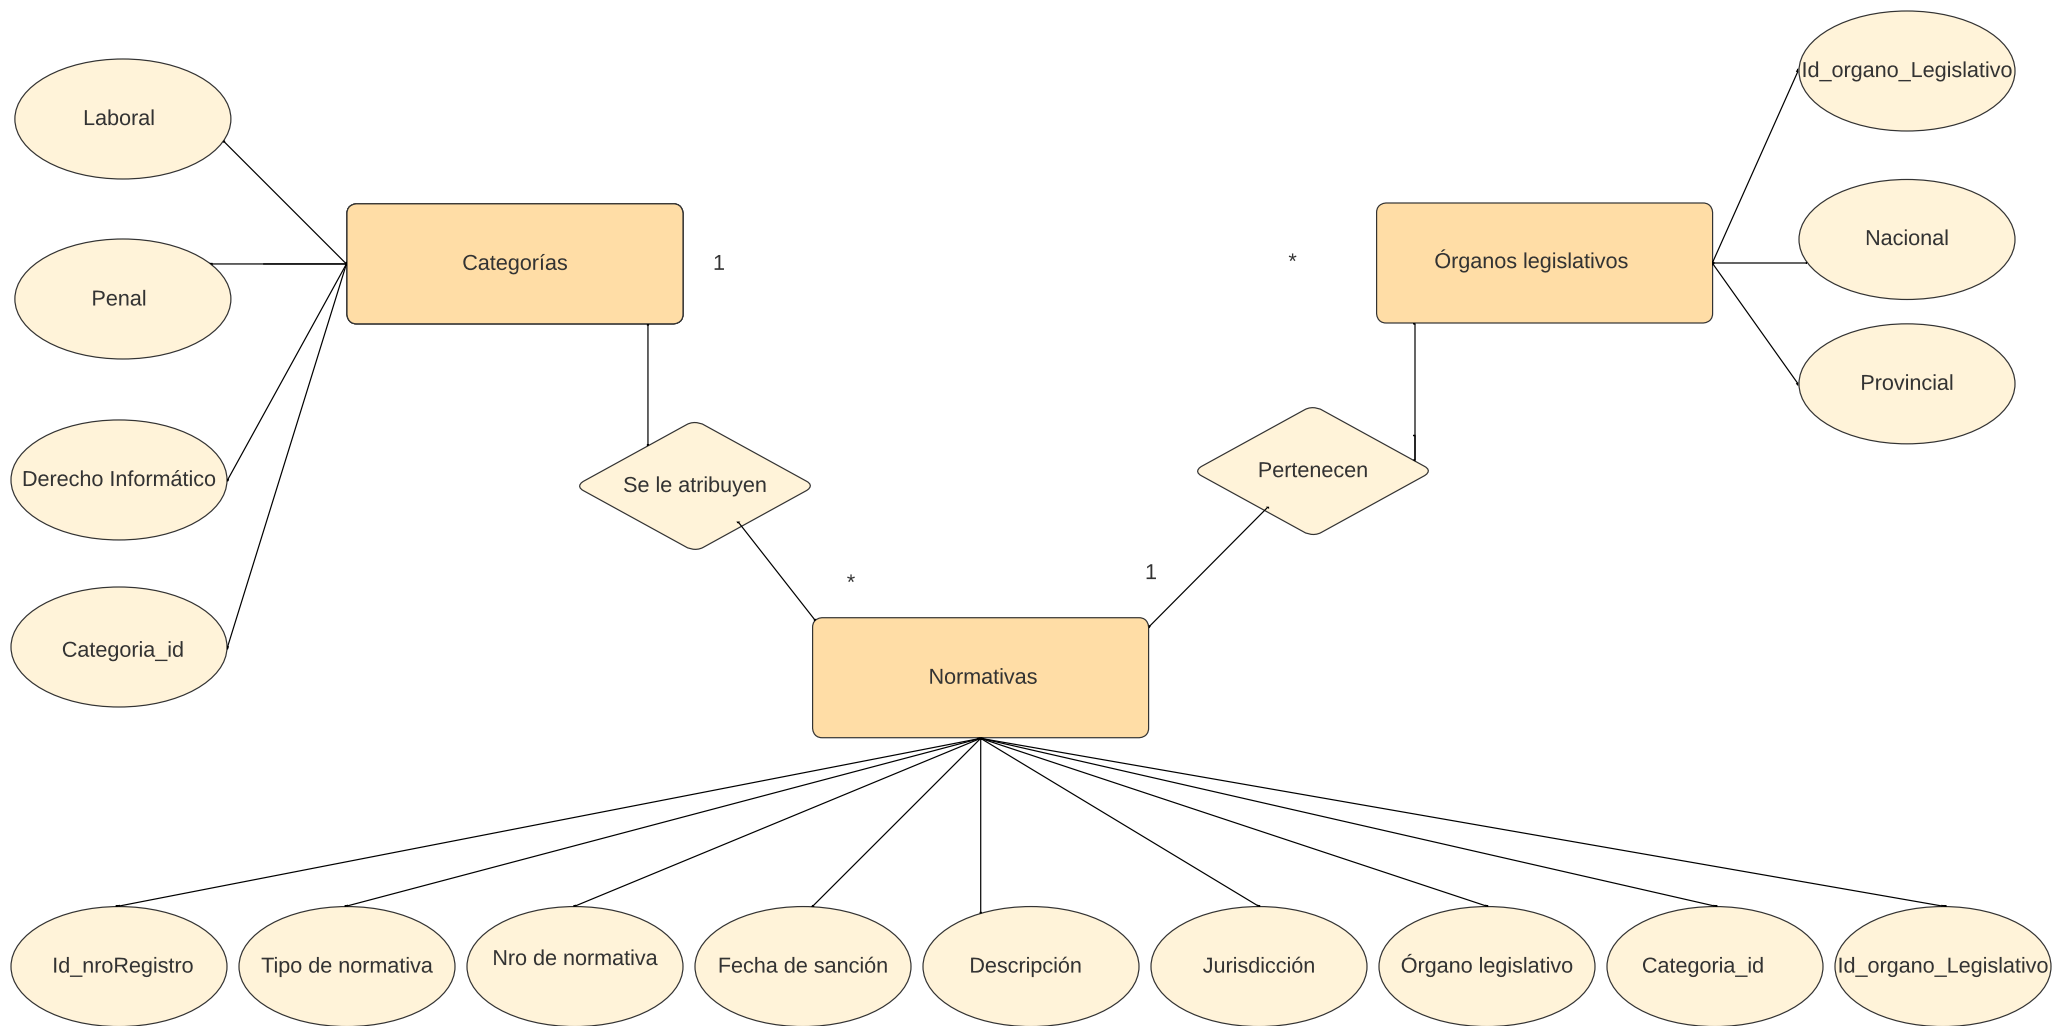 Id_organo_Legislativo
Laboral
Nacional
Categorías
1
*
Órganos legislativos
Penal
Provincial
Derecho Informático
Se le atribuyen
Pertenecen
*
1
Categoria_id
Normativas
Id_nroRegistro
Tipo de normativa
Nro de normativa
Fecha de sanción
Descripción
Jurisdicción
Órgano legislativo
Categoria_id
Id_organo_Legislativo